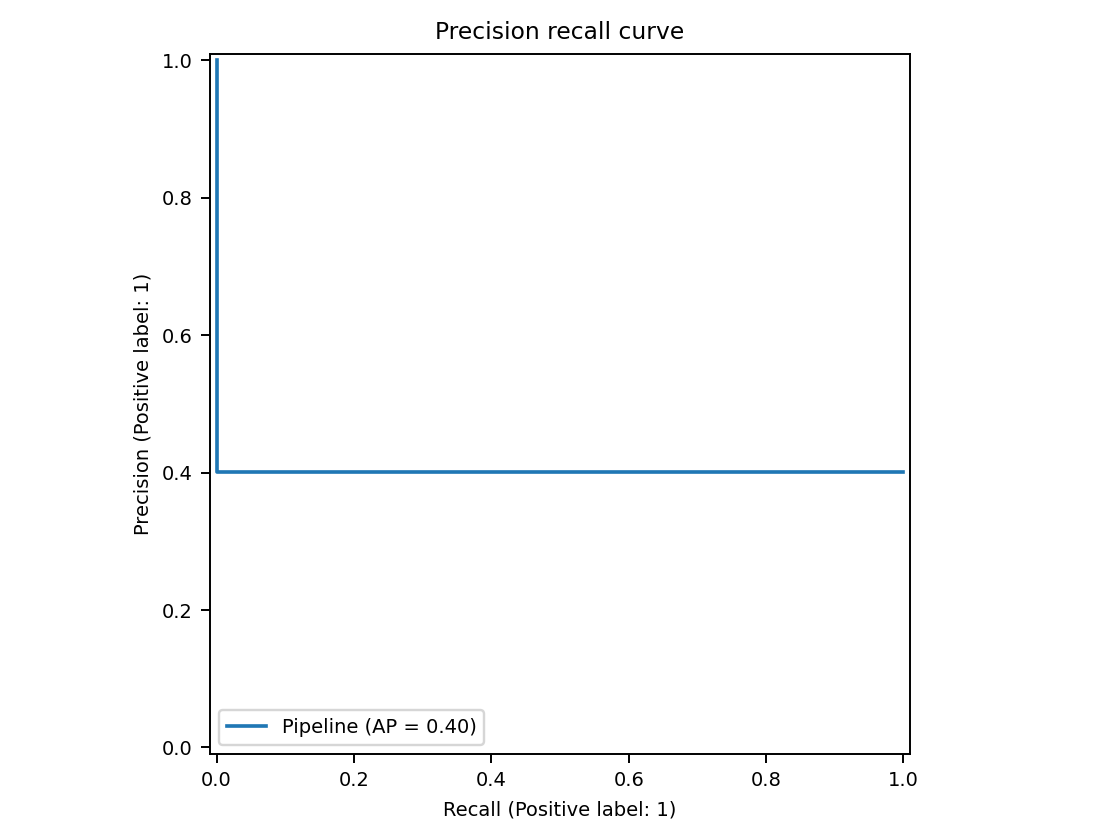 Precision recall curve
Precision (Positive label: 1)
1.0
0.8
0.6
0.4
0.2
0.0
Pipeline (AP = 0.40)
0.0 0.2 0.4 0.6 0.8 1.0
Recall (Positive label: 1)